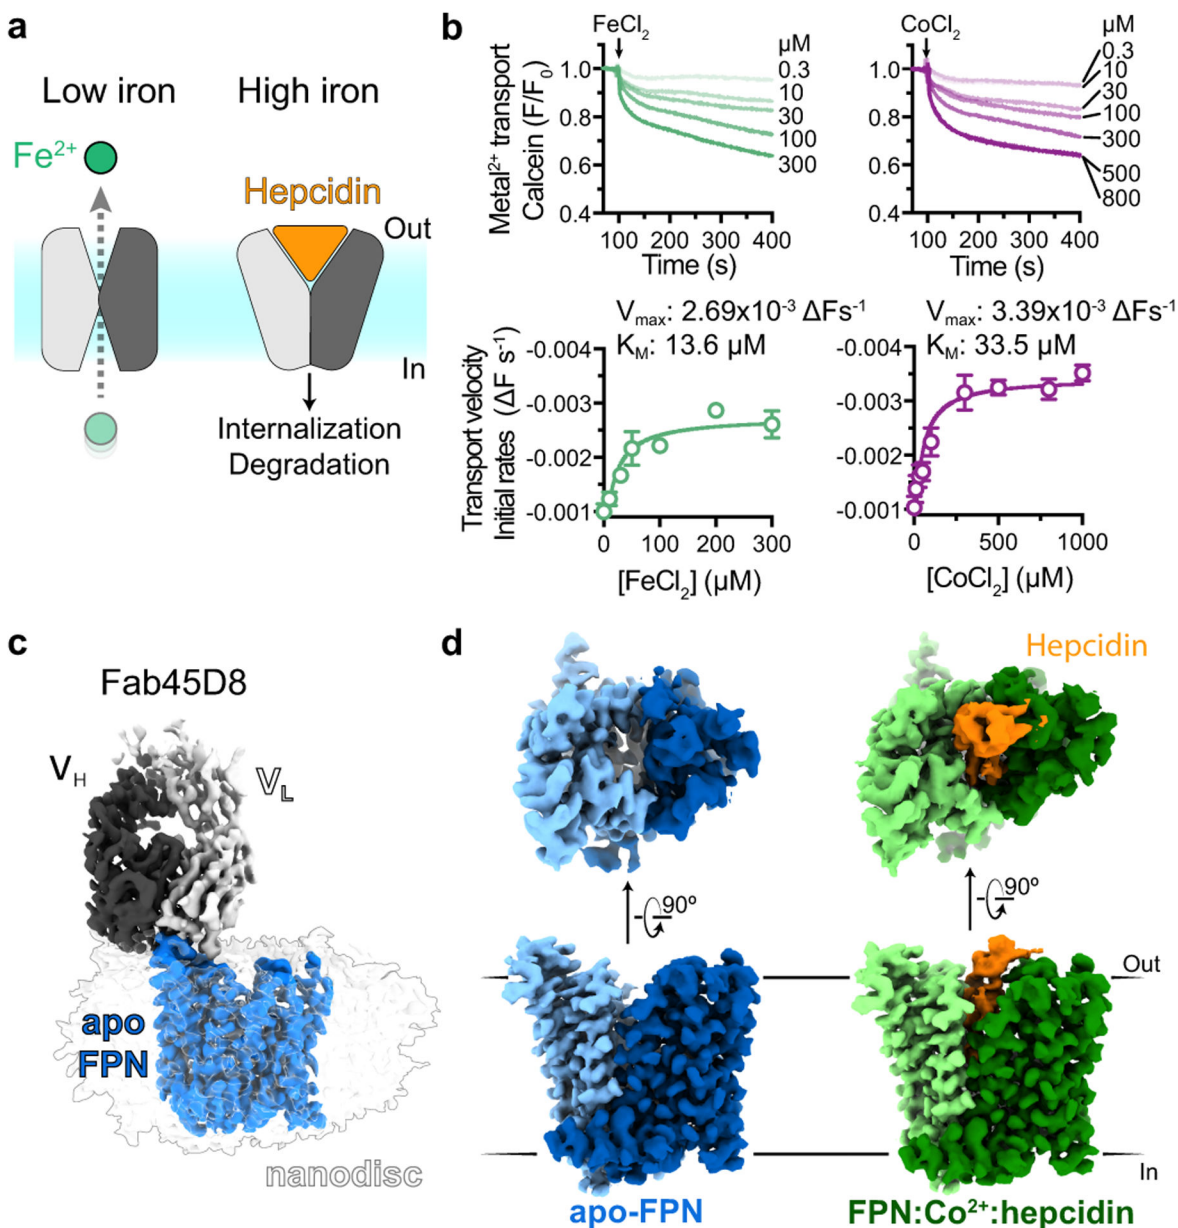 a
Low iron
High iron
Fe²⁺
Hepcidin
Out
In
Internalization
Degradation
b
FeCl₂
μM
0.3
10
30
100
300
Metal²⁺ transport
Calcein (F/F₀)
1.0
0.8
0.6
0.4
100 200 300 400
Time (s)
CoCl₂
μM
0.3
10
30
100
300
500
800
1.0
0.8
0.6
0.4
100 200 300 400
Time (s)
Vmax: 2.69x10⁻³ ΔFs⁻¹
KM: 13.6 μM
Transport velocity
Initial rates (ΔF s⁻¹)
-0.004
-0.003
-0.002
-0.001
0 100 200 300
[FeCl₂] (μM)
Vmax: 3.39x10⁻³ ΔFs⁻¹
KM: 33.5 μM
-0.004
-0.003
-0.002
-0.001
0 500 1000
[CoCl₂] (μM)
c
Fab45D8
VH
VL
apo
FPN
nanodisc
d
Hepcidin
-90º
-90º
Out
In
apo-FPN
FPN:Co²⁺:hepcidin